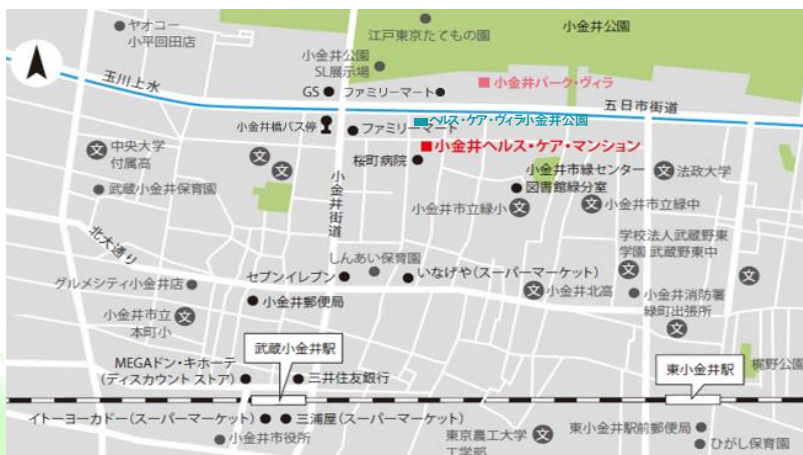 ヤオコー
小平回田店
江戸東京たてもの園
小金井公園
小金井公園
SL展示場
小金井パーク・ヴィラ
玉川上水
GS
ファミリーマート
五日市街道
ヘルス・ケア・ヴィラ小金井公園
小金井橋バス停
ファミリーマート
小金井ヘルス・ケア・マンション
文
中央大学
付属高
文
文
桜町病院
小金井市緑センター
図書館緑分室
文
法政大学
武蔵小金井保育園
小金井街道
小金井市立緑小
文
文
小金井市立緑中
北大通り
学校法人武蔵野東
学園 武蔵野東中
文
文
しんあい保育園
グルメシティ小金井店
セブンイレブン
いなげや(スーパーマーケット)
小金井郵便局
文
小金井北高
小金井消防署
緑町出張所
文
小金井市立
本町小
文
武蔵小金井駅
東小金井駅
梶野公園
MEGAドン・キホーテ
(ディスカウント ストア)
三井住友銀行
イトーヨーカドー(スーパーマーケット)
三浦屋(スーパーマーケット)
小金井市役所
東京農工大学
工学部
文
東小金井駅前郵便局
ひがし保育園